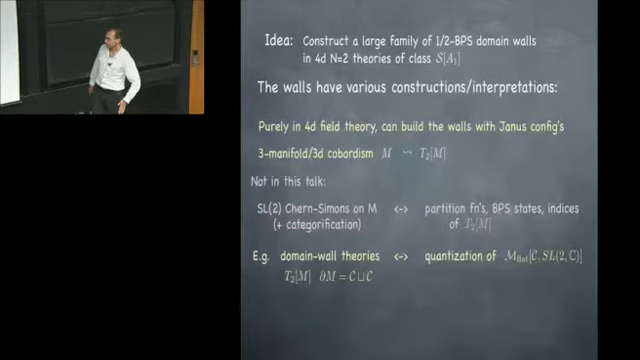 Idea: Construct a large family of 1/2-BPS domain walls
in 4d N=2 theories of class S[A₁]
The walls have various constructions/interpretations:
Purely in 4d field theory, can build the walls with Janus config's
3-manifold/3d cobordism M ⤳ T₂[M]
Not in this talk:
SL(2) Chern-Simons on M <-> partition fn's, BPS states, indices
(+ categorification) of T₂[M]
E.g. domain-wall theories <-> quantization of M_flat[C, SL(2,ℂ)]
T₂[M] ∂M = C ⊔ C